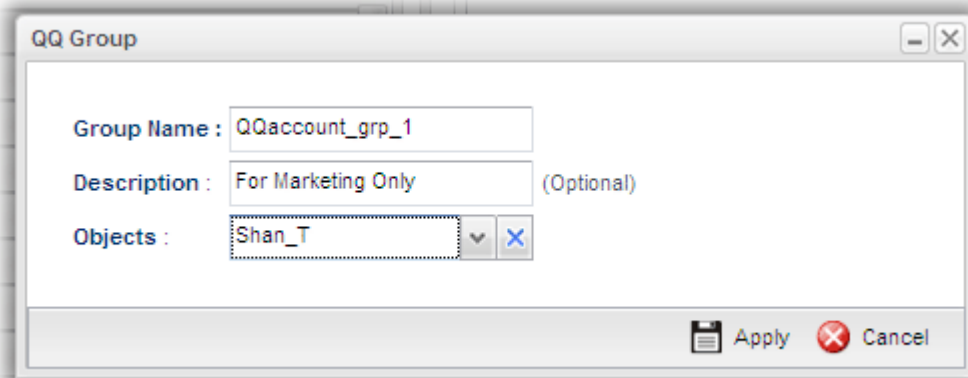 QQ Group
Group Name : QQaccount_grp_1
Description : For Marketing Only (Optional)
Objects : Shan_T
Apply Cancel